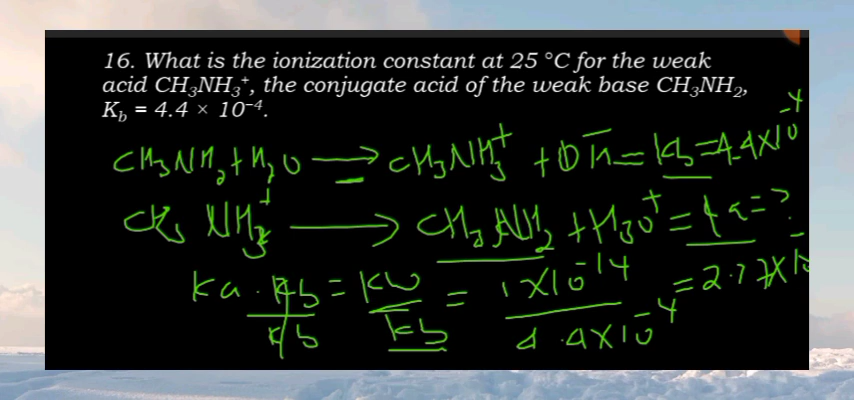 16. What is the ionization constant at 25 °C for the weak
acid CH₃NH₃⁺, the conjugate acid of the weak base CH₃NH₂,
K_b = 4.4 × 10⁻⁴.
CH₃NH₂ + H₂O → CH₃NH₃⁺ + OH⁻ = Kb = 4.4×10⁻⁴
CH₃ NH₃⁺ → CH₃NH₂ + H₃O⁺ = Ka = ?
Ka . Kb / Kb = Kw / Kb = 1×10⁻¹⁴ / 4.4×10⁻⁴ = 2.27×10